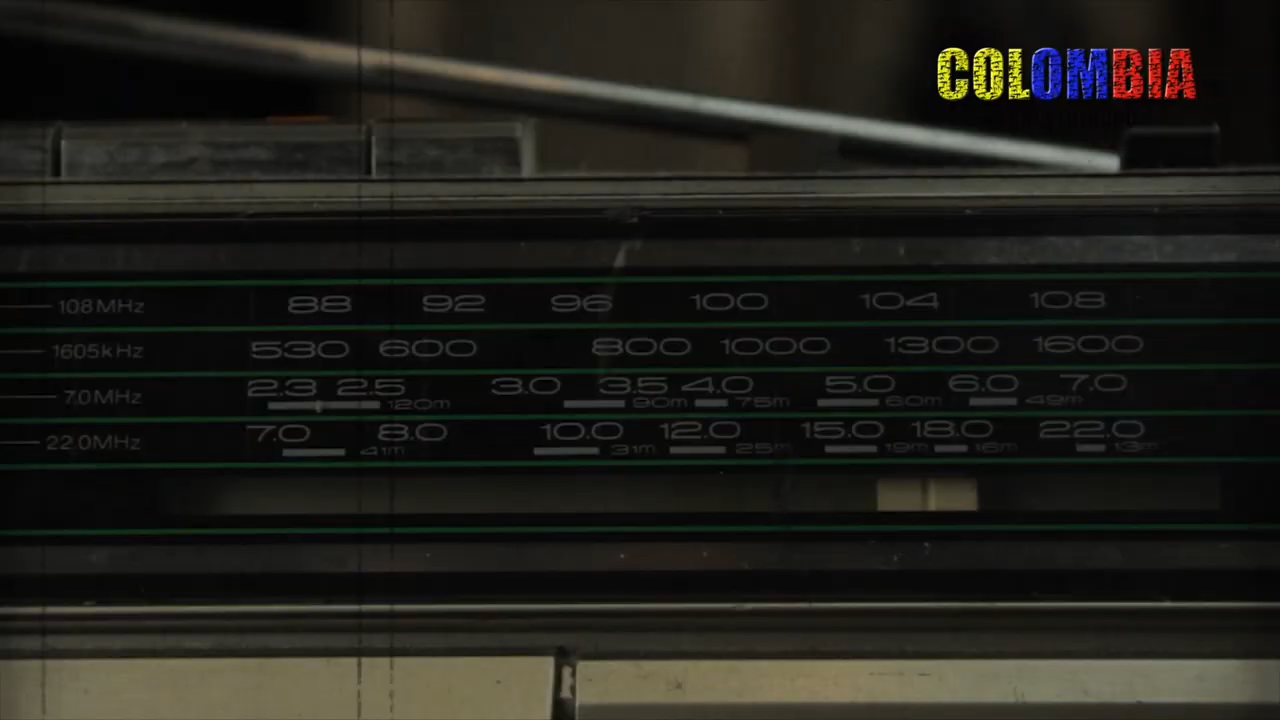 COLOMBIA
108MHz 88 92 96 100 104 108
1605kHz 530 600 800 1000 1300 1600
7.0MHz 2.3 2.5 3.0 3.5 4.0 5.0 6.0 7.0
120m 90m 75m 60m 49m
22.0MHz 7.0 8.0 10.0 12.0 15.0 18.0 22.0
41m 31m 25m 19m 16m 13m